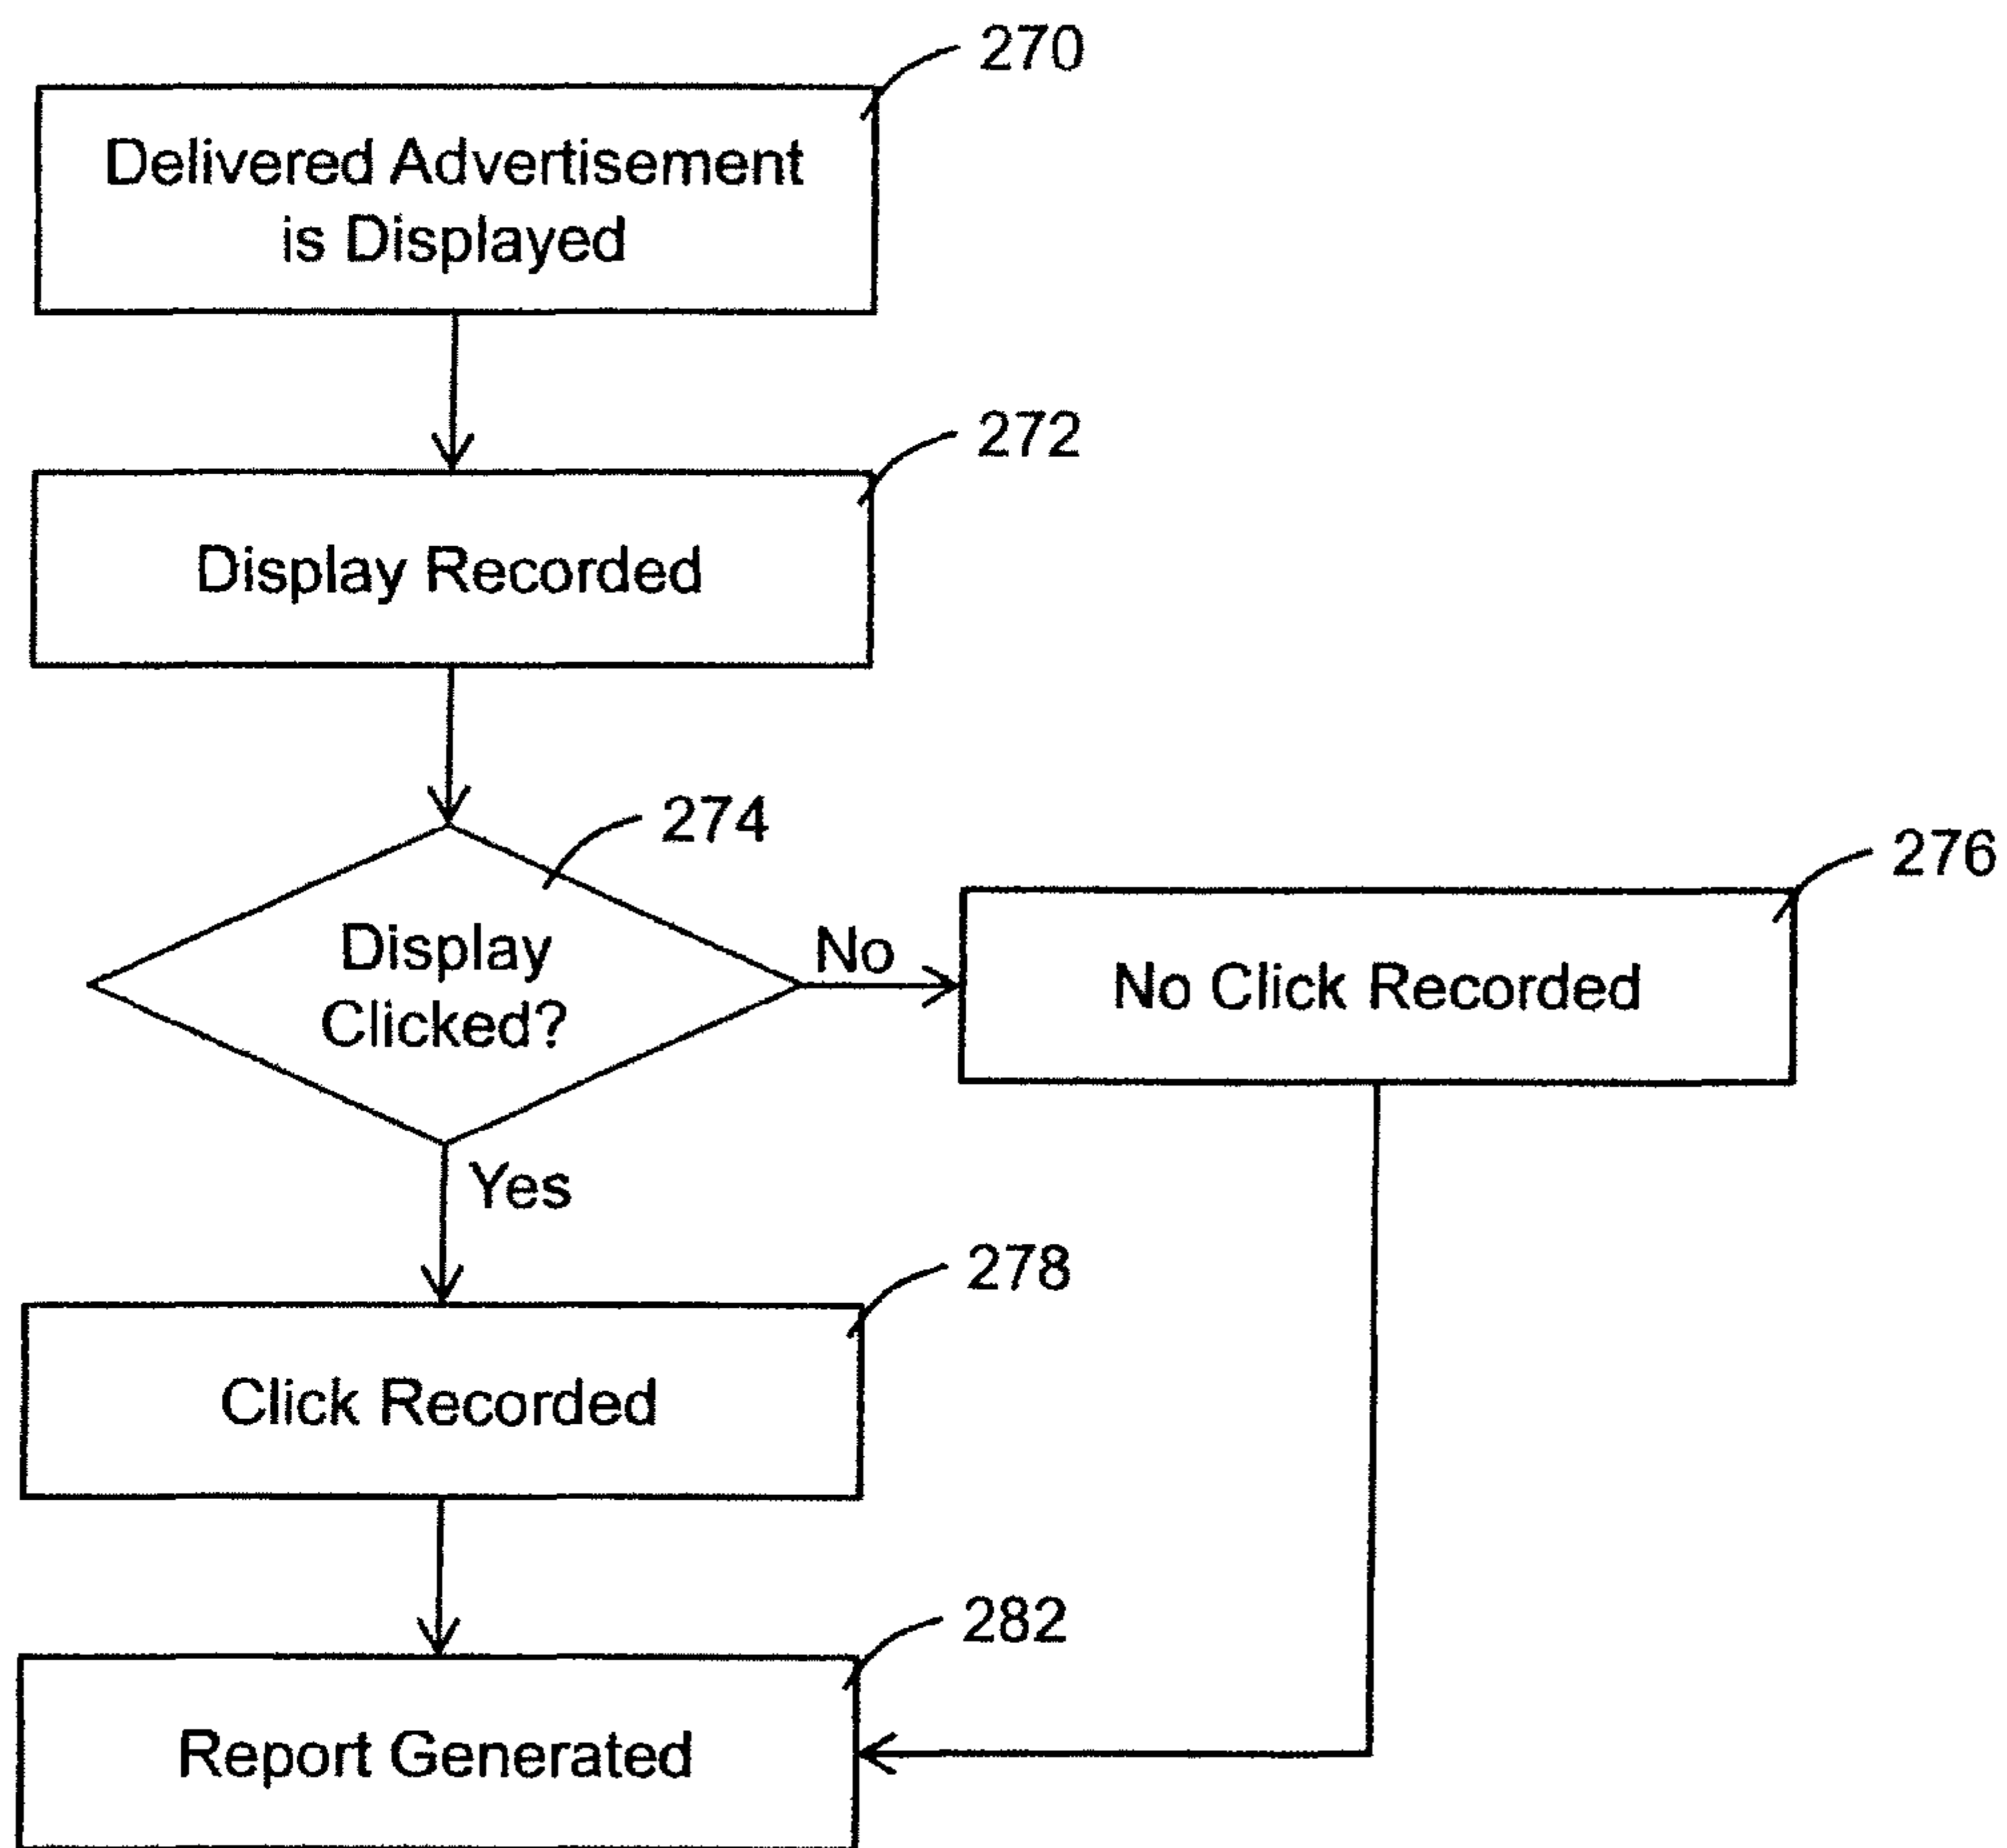 270
Delivered Advertisement
is Displayed
272
Display Recorded
274
Display
Clicked?
No
276
No Click Recorded
Yes
278
Click Recorded
282
Report Generated